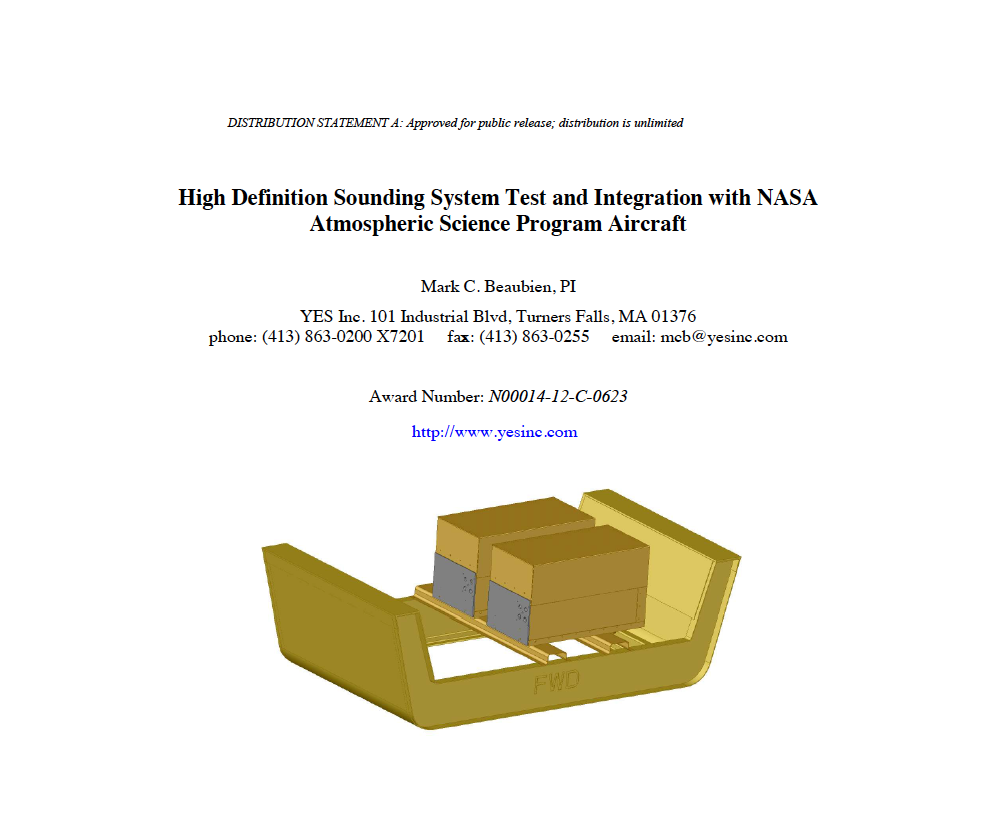 DISTRIBUTION STATEMENT A: Approved for public release; distribution is unlimited
High Definition Sounding System Test and Integration with NASA
Atmospheric Science Program Aircraft
Mark C. Beaubien, PI
YES Inc. 101 Industrial Blvd, Turners Falls, MA 01376
phone: (413) 863-0200 X7201 fax: (413) 863-0255 email: mcb@yesinc.com
Award Number: N00014-12-C-0623
http://www.yesinc.com
FWD